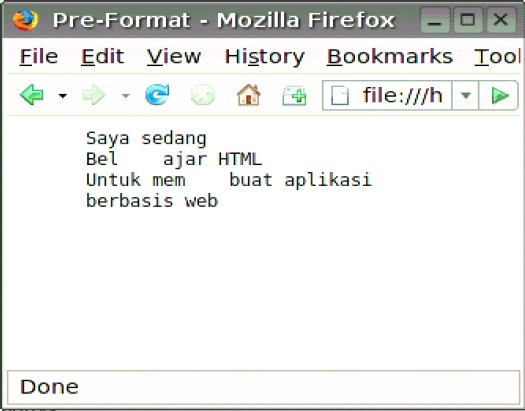 Pre-Format - Mozilla Firefox
File Edit View History Bookmarks Tool
file:///h
Saya sedang
Bel    ajar HTML
Untuk mem    buat aplikasi
berbasis web
Done